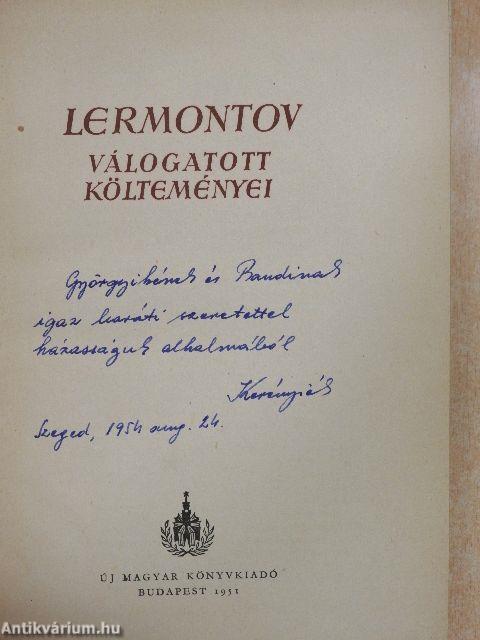 LERMONTOV
VÁLOGATOTT
KÖLTEMÉNYEI
Györgyikének és Bandinak
igaz baráti szeretettel
házasságuk alkalmából
Kerényiék
Szeged, 1954 aug. 24.
ÚJ MAGYAR KÖNYVKIADÓ
BUDAPEST 1951
Antikvárium.hu